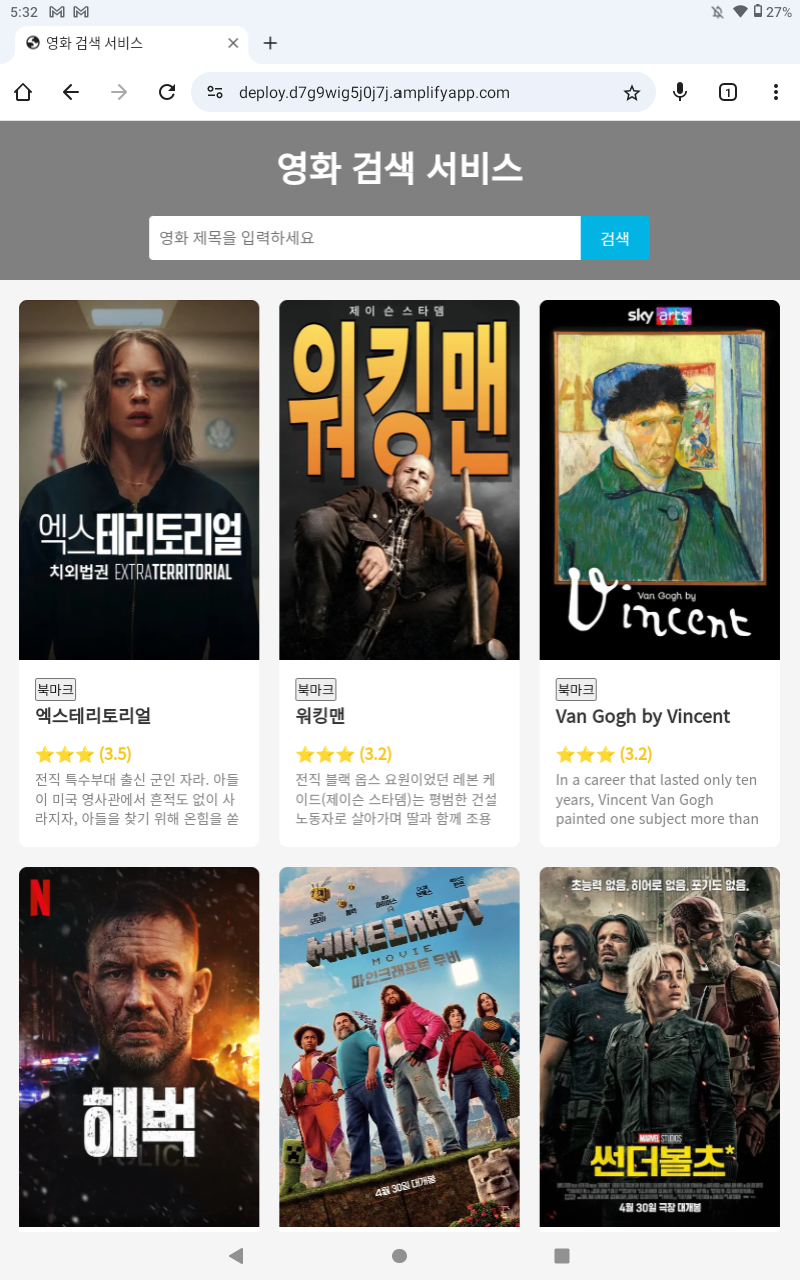 5:32
27%
영화 검색 서비스
deploy.d7g9wig5j0j7j.amplifyapp.com
1
영화 검색 서비스
영화 제목을 입력하세요
검색
엑스테리토리얼
치외법권 EXTRATERRITORIAL
제이슨 스타뎀
워킹맨
sky arts
Van Gogh by
Vincent
북마크
엑스테리토리얼
⭐⭐⭐ (3.5)
전직 특수부대 출신 군인 자라. 아들
이 미국 영사관에서 흔적도 없이 사
라지자, 아들을 찾기 위해 온힘을 쏟
북마크
워킹맨
⭐⭐⭐ (3.2)
전직 블랙 옵스 요원이었던 레본 케
이드(제이슨 스타뎀)는 평범한 건설
노동자로 살아가며 딸과 함께 조용
북마크
Van Gogh by Vincent
⭐⭐⭐ (3.2)
In a career that lasted only ten
years, Vincent Van Gogh
painted one subject more than
N
해벅
POLICE
MINECRAFT
MOVIE
마인크래프트 무비
4월 30일 대개봉
초능력 없음. 히어로 없음. 포기도 없음.
MARVEL STUDIOS
썬더볼츠*
4월 30일 극장 대개봉